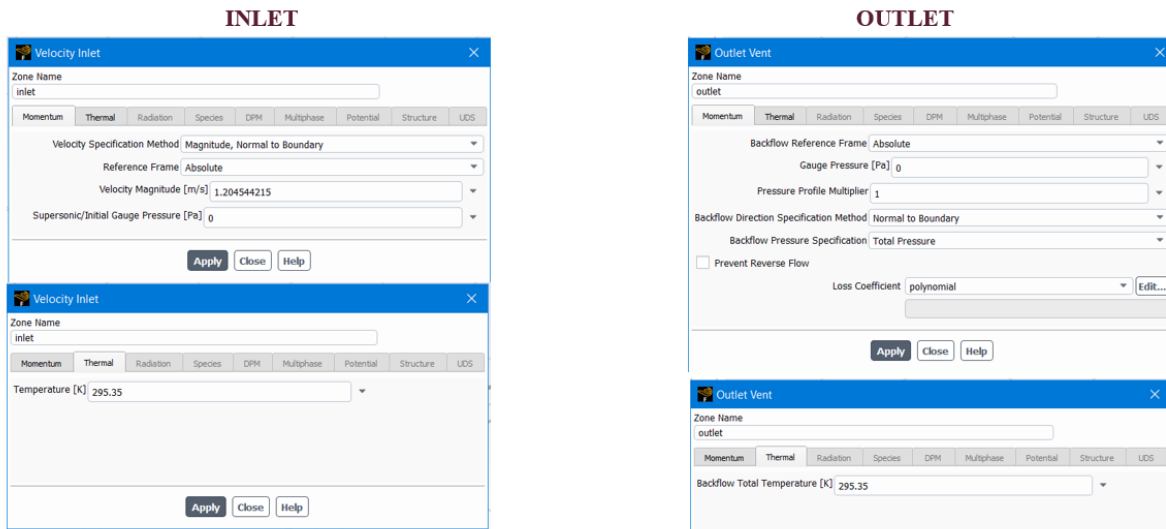 INLET
Velocity Inlet
Zone Name
inlet
Momentum Thermal Radiation Species DPM Multiphase Potential Structure UDS
Velocity Specification Method Magnitude, Normal to Boundary
Reference Frame Absolute
Velocity Magnitude [m/s] 1.204544215
Supersonic/Initial Gauge Pressure [Pa] 0
Apply Close Help
Velocity Inlet
Zone Name
inlet
Momentum Thermal Radiation Species DPM Multiphase Potential Structure UDS
Temperature [K] 295.35
Apply Close Help
OUTLET
Outlet Vent
Zone Name
outlet
Momentum Thermal Radiation Species DPM Multiphase Potential Structure UDS
Backflow Reference Frame Absolute
Gauge Pressure [Pa] 0
Pressure Profile Multiplier 1
Backflow Direction Specification Method Normal to Boundary
Backflow Pressure Specification Total Pressure
Prevent Reverse Flow
Loss Coefficient polynomial Edit...
Apply Close Help
Outlet Vent
Zone Name
outlet
Momentum Thermal Radiation Species DPM Multiphase Potential Structure UDS
Backflow Total Temperature [K] 295.35